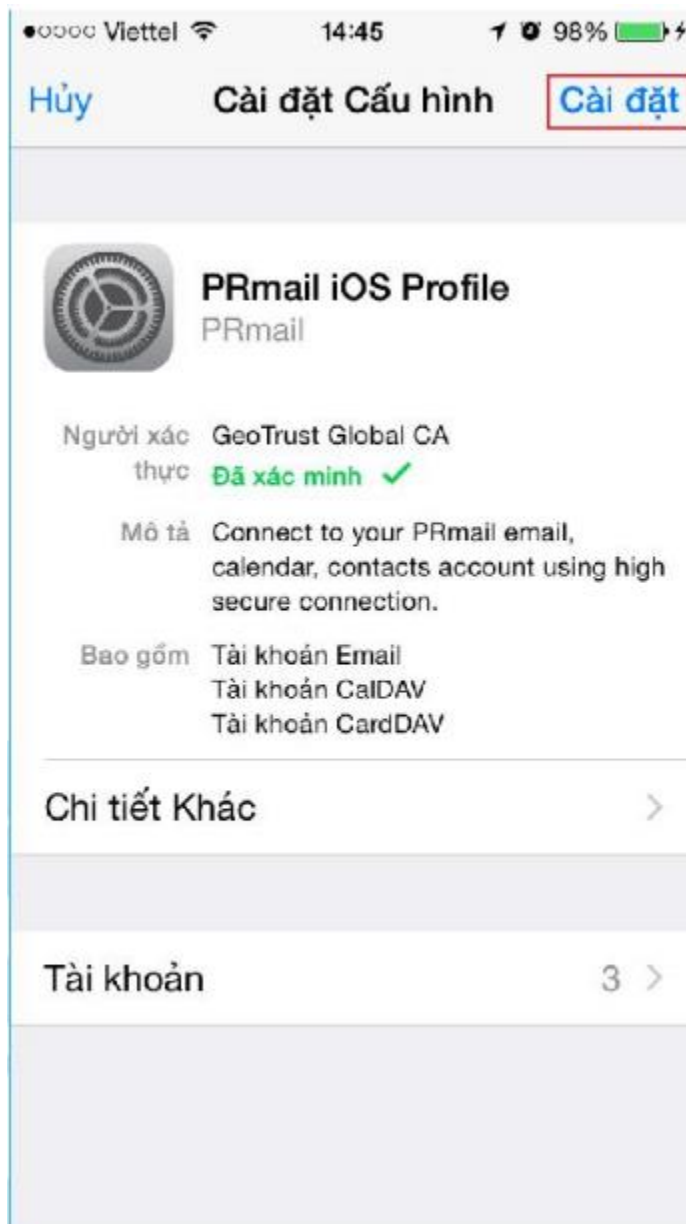 Viettel 14:45 98%
Hủy Cài đặt Cấu hình Cài đặt
PRmail iOS Profile
PRmail
Người xác thực GeoTrust Global CA
Đã xác minh
Mô tả Connect to your PRmail email,
calendar, contacts account using high
secure connection.
Bao gồm Tài khoản Email
Tài khoản CalDAV
Tài khoản CardDAV
Chi tiết Khác
Tài khoản 3